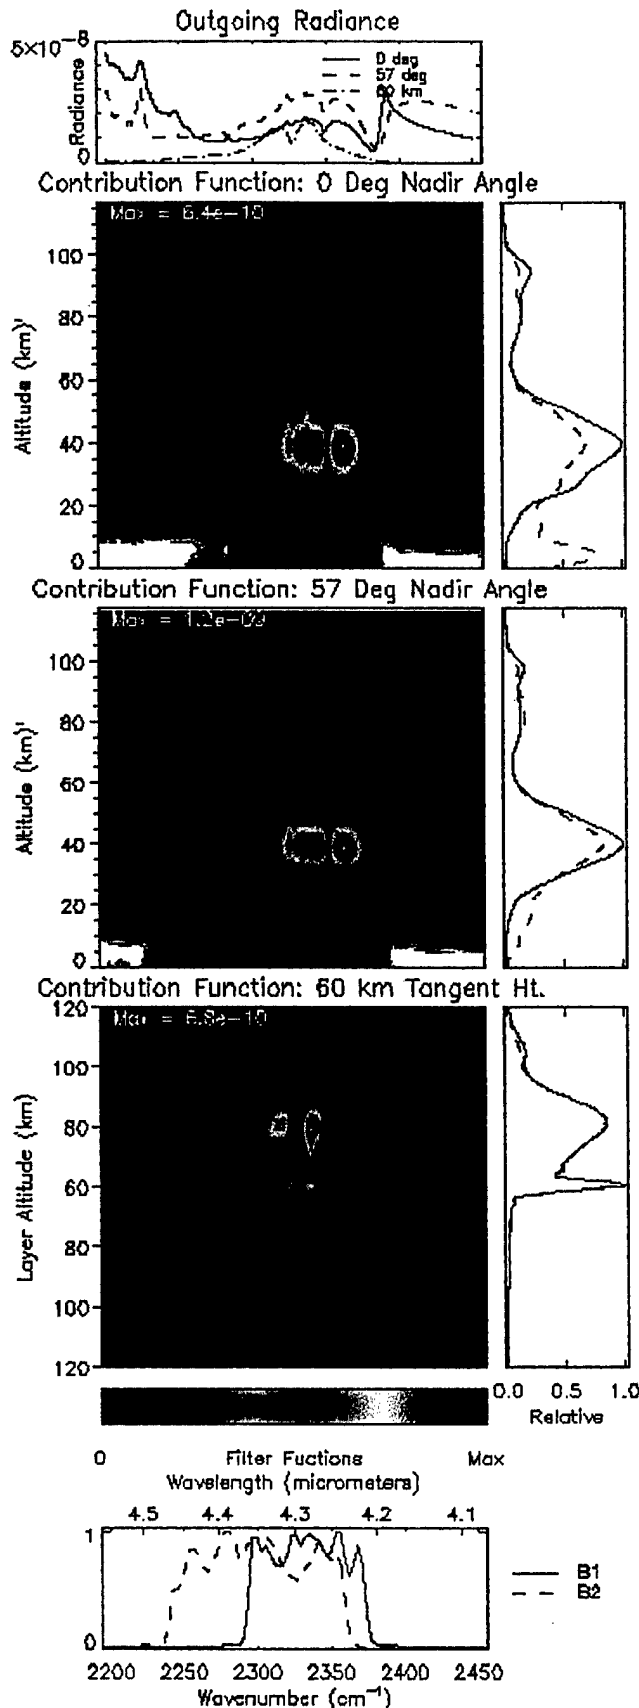 Outgoing Radiance
5×10⁻⁸
Radiance
0
0 deg
57 deg
60 km
Contribution Function: 0 Deg Nadir Angle
Max = 6.4e-10
Altitude (km)'
100
80
60
40
20
0
Contribution Function: 57 Deg Nadir Angle
Max = 1.2e-09
Altitude (km)'
100
80
60
40
20
0
Contribution Function: 60 km Tangent Ht.
Max = 6.8e-10
Layer Altitude (km)
120
100
80
60
80
100
120
0.0 0.5 1.0
Relative
0 Filter Fuctions Max
Wavelength (micrometers)
4.45 4.4 4.3 4.2 4.1
1
0
B1
B2
2200 2250 2300 2350 2400 2450
Wavenumber (cm⁻¹)